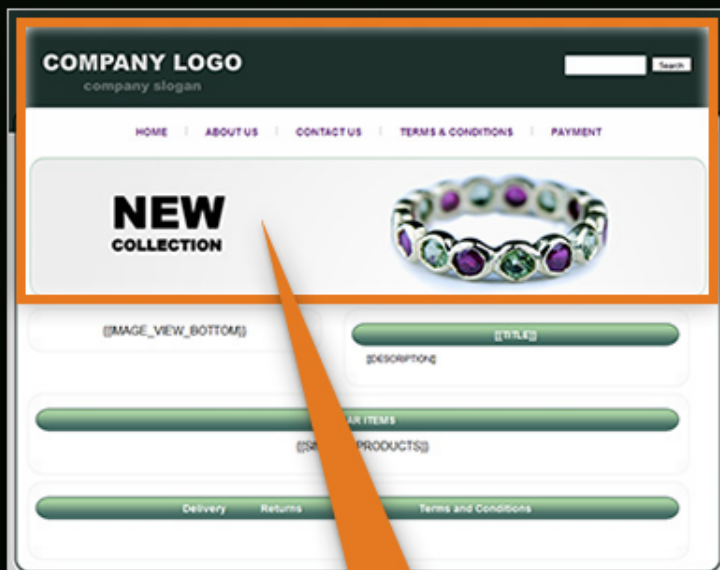 COMPANY LOGO
company slogan
Search
HOME ABOUT US CONTACT US TERMS & CONDITIONS PAYMENT
NEW
COLLECTION
[[IMAGE_VIEW_BOTTOM]]
[[TITLE]]
[[DESCRIPTION]]
ITEMS
PRODUCTS]]
Delivery Returns Terms and Conditions